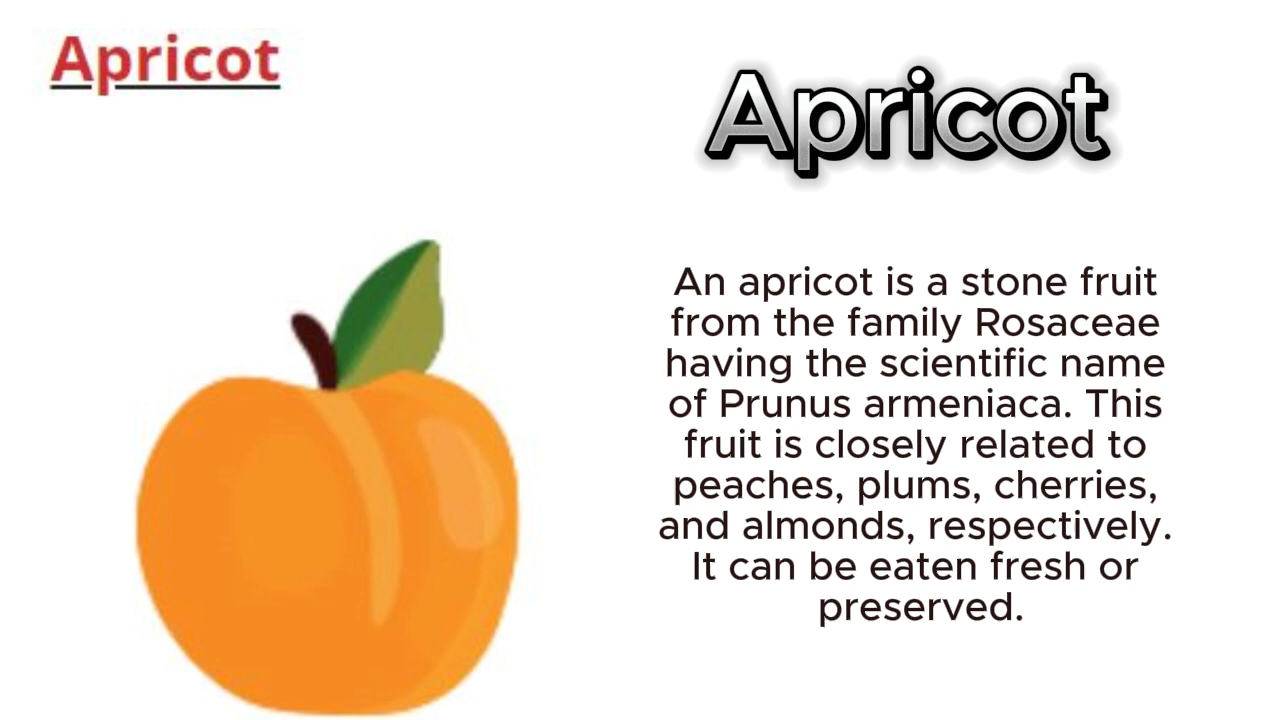 Apricot
Apricot
An apricot is a stone fruit
from the family Rosaceae
having the scientific name
of Prunus armeniaca. This
fruit is closely related to
peaches, plums, cherries,
and almonds, respectively.
It can be eaten fresh or
preserved.